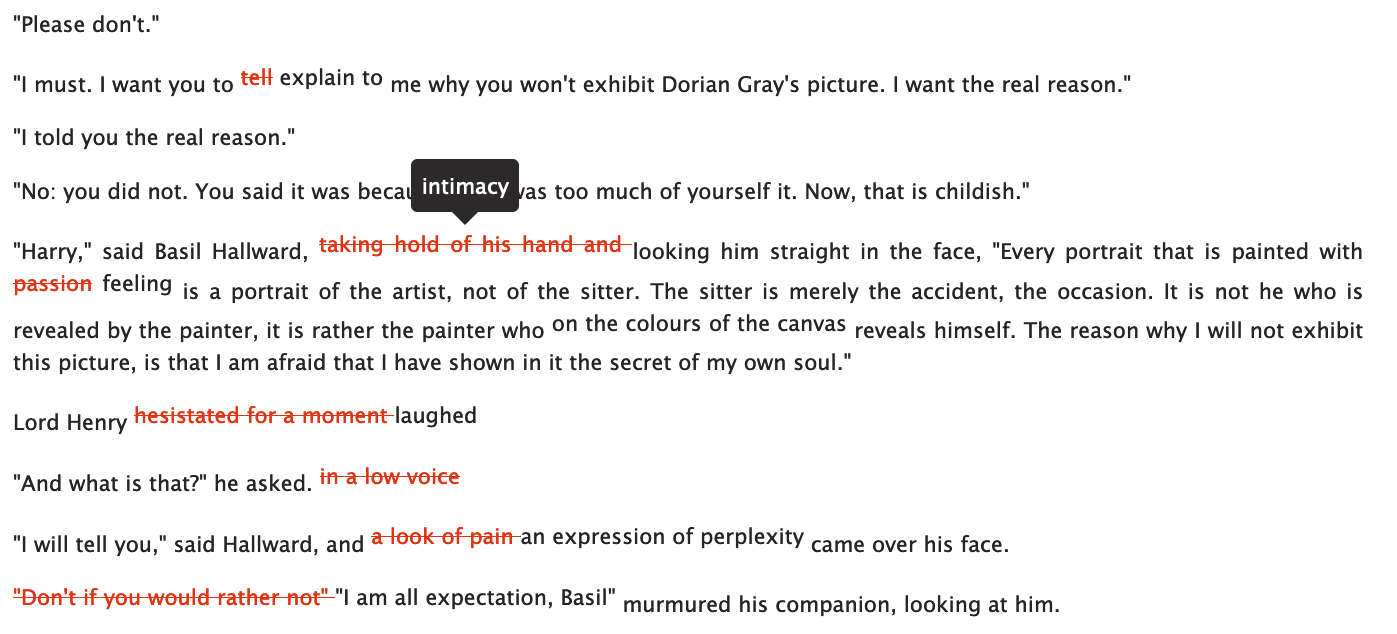 "Please don't."
"I must. I want you to tell explain to me why you won't exhibit Dorian Gray's picture. I want the real reason."
"I told you the real reason."
intimacy
"No: you did not. You said it was becau was too much of yourself it. Now, that is childish."
"Harry," said Basil Hallward, taking hold of his hand and looking him straight in the face, "Every portrait that is painted with
passion feeling is a portrait of the artist, not of the sitter. The sitter is merely the accident, the occasion. It is not he who is
revealed by the painter, it is rather the painter who on the colours of the canvas reveals himself. The reason why I will not exhibit
this picture, is that I am afraid that I have shown in it the secret of my own soul."
Lord Henry hesistated for a moment laughed
"And what is that?" he asked. in a low voice
"I will tell you," said Hallward, and a look of pain an expression of perplexity came over his face.
"Don't if you would rather not" "I am all expectation, Basil" murmured his companion, looking at him.